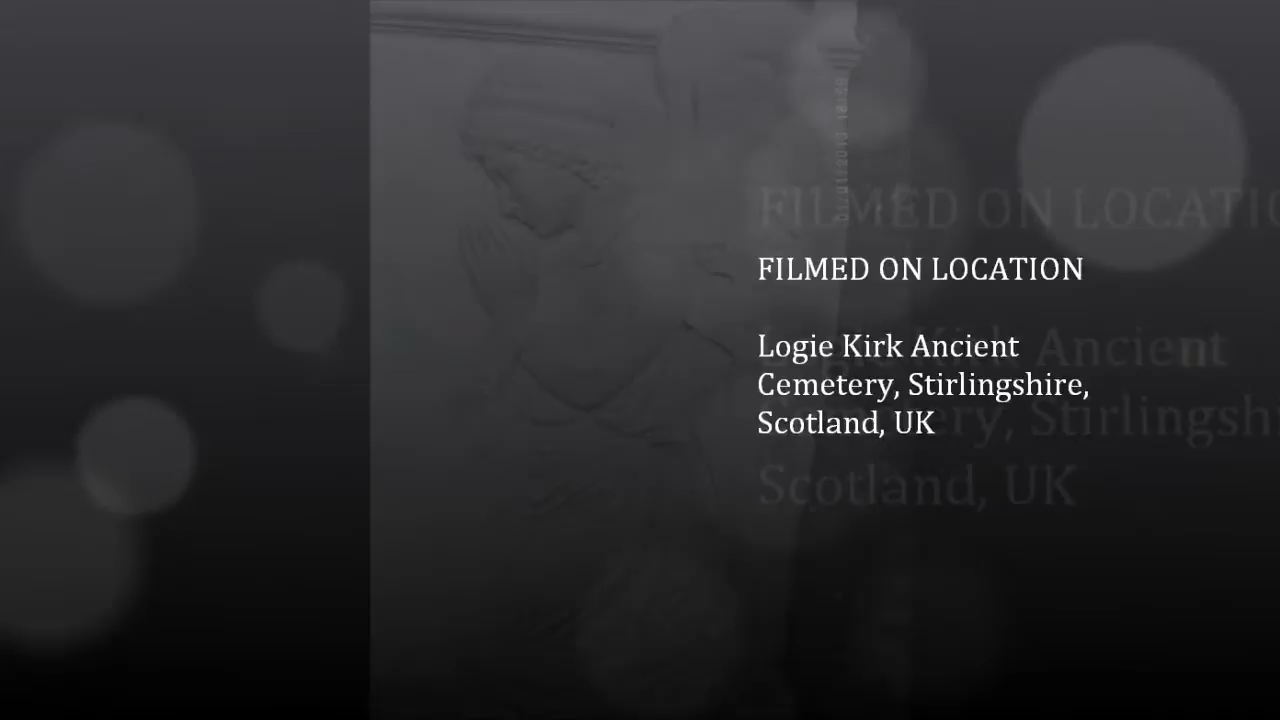 FILMED ON LOCATION
Logie Kirk Ancient
Cemetery, Stirlingshire,
Scotland, UK